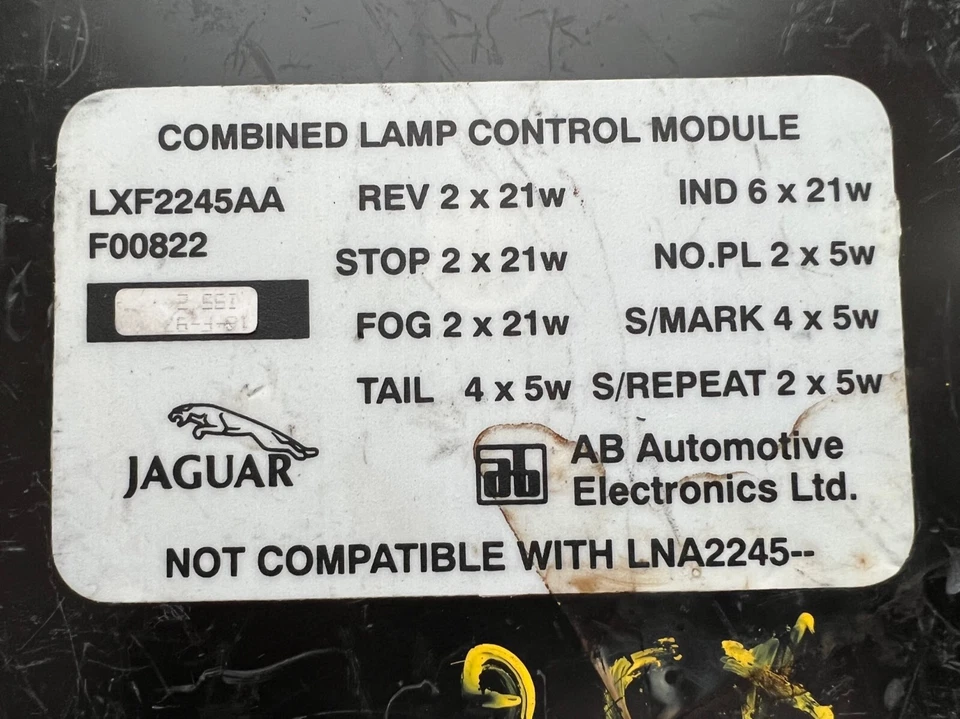 COMBINED LAMP CONTROL MODULE
LXF2245AA
F00822
REV 2 x 21w
IND 6 x 21w
STOP 2 x 21w
NO.PL 2 x 5w
FOG 2 x 21w
S/MARK 4 x 5w
TAIL 4 x 5w
S/REPEAT 2 x 5w
JAGUAR
ab
AB Automotive
Electronics Ltd.
NOT COMPATIBLE WITH LNA2245--